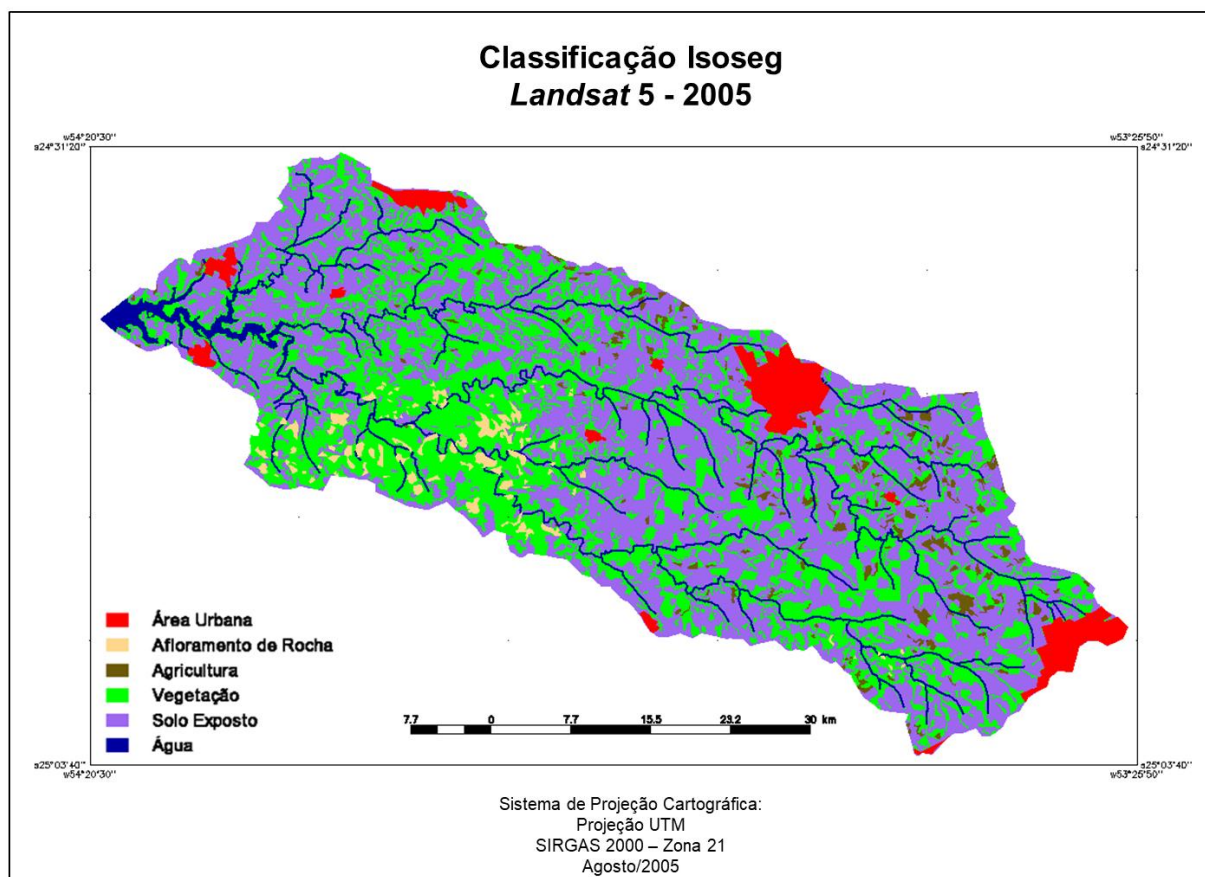 Classificação Isoseg
Landsat 5 - 2005
w54°20'30'' w53°25'50''
s24°31'20'' s24°31'20''
Área Urbana
Afloramento de Rocha
Agricultura
Vegetação
Solo Exposto
Água
7.7 0 7.7 15.5 23.2 30 km
s25°03'40'' s25°03'40''
w54°20'30'' w53°25'50''
Sistema de Projeção Cartográfica:
Projeção UTM
SIRGAS 2000 – Zona 21
Agosto/2005